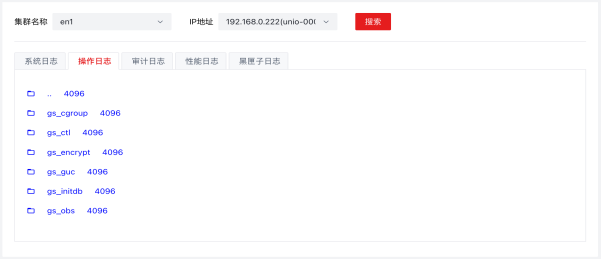 集群名称 en1 IP地址 192.168.0.222(unio-00( 搜索
系统日志 操作日志 审计日志 性能日志 黑匣子日志
.. 4096
gs_cgroup 4096
gs_ctl 4096
gs_encrypt 4096
gs_guc 4096
gs_initdb 4096
gs_obs 4096